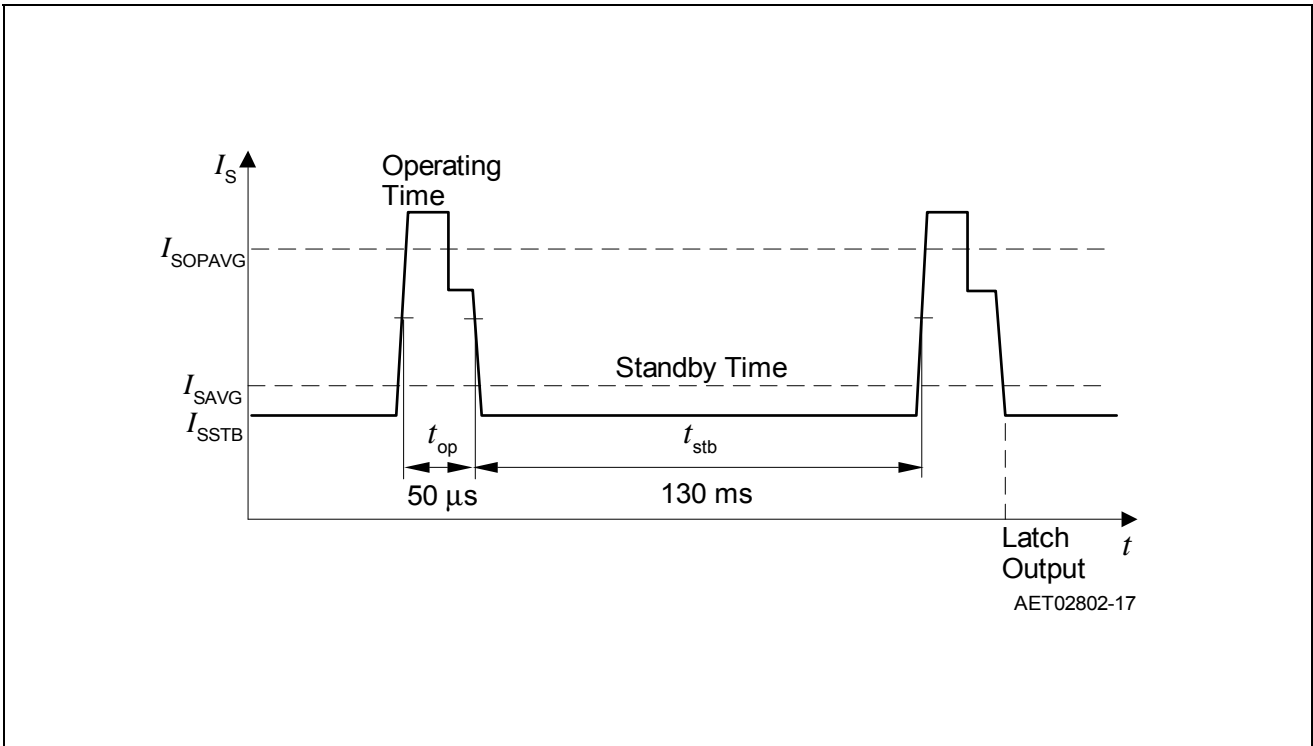 I_S
Operating
Time
I_SOPAVG
Standby Time
I_SAVG
I_SSTB
t_op
t_stb
50 μs
130 ms
Latch
Output
t
AET02802-17